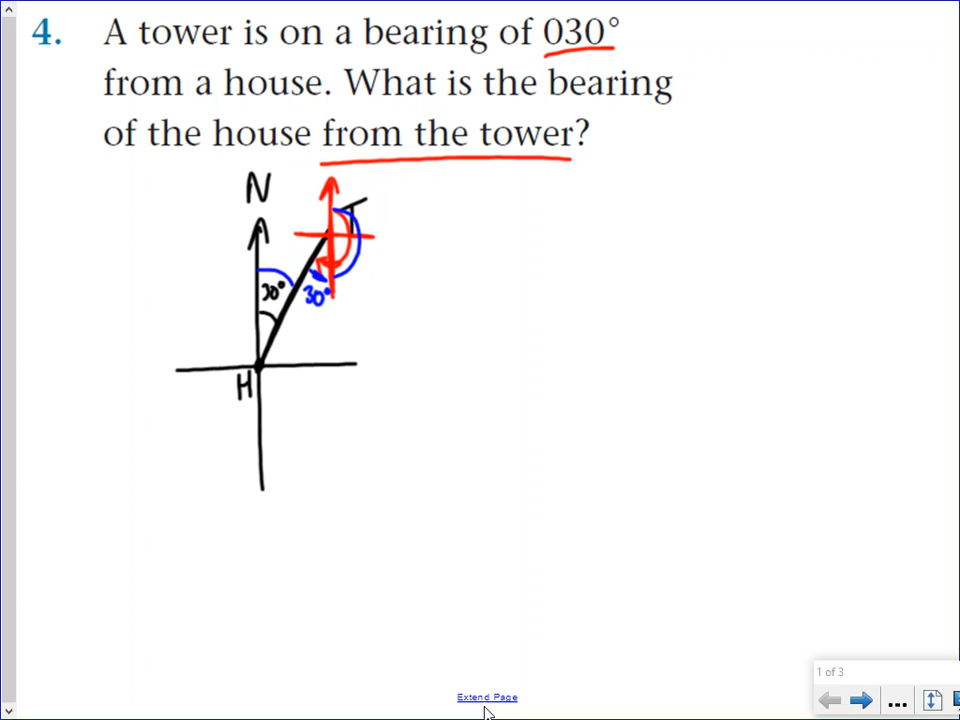 4. A tower is on a bearing of 030°
from a house. What is the bearing
of the house from the tower?
N
T
30°
30°
H
1 of 3
...
Extend Page